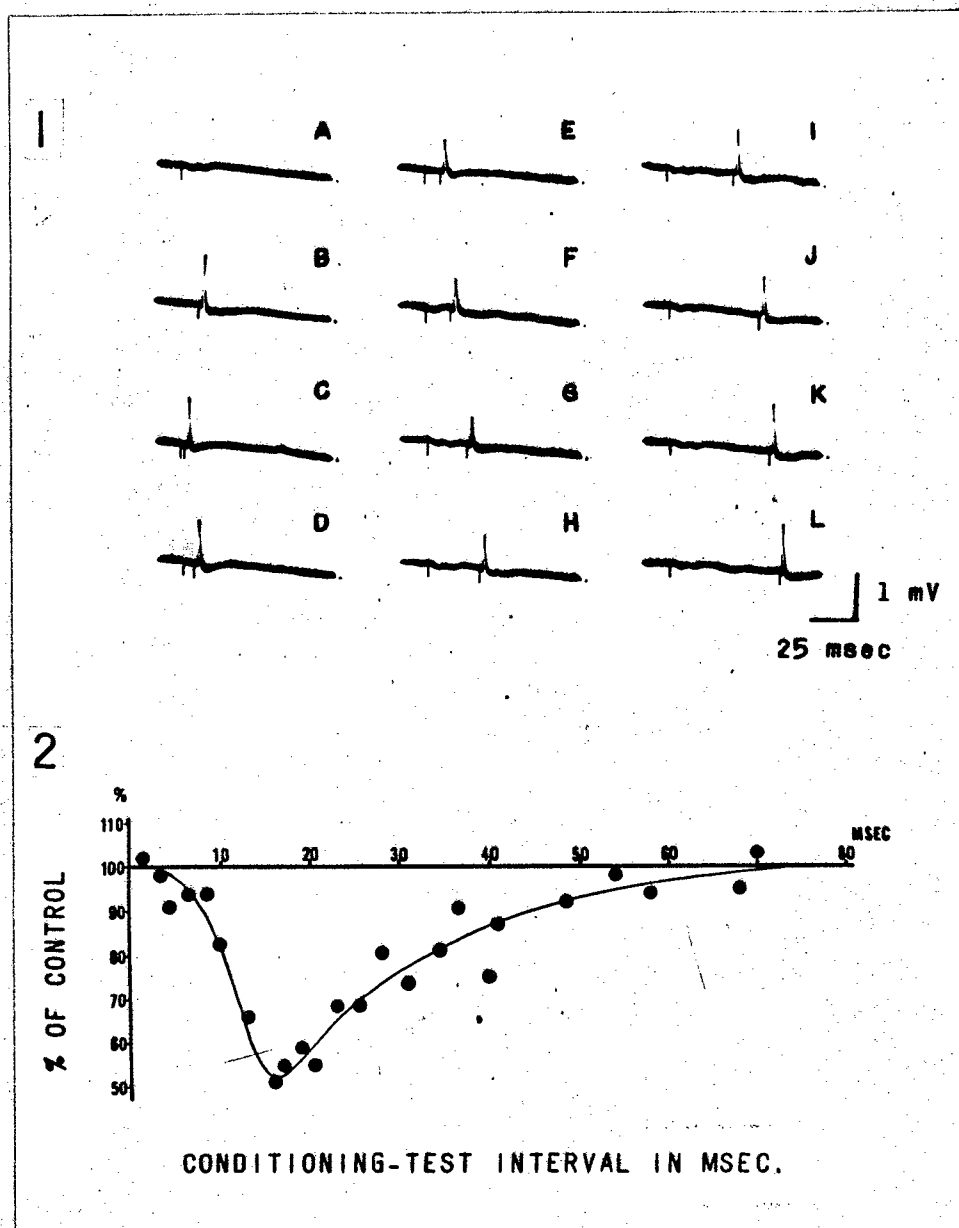 1
A E I
B F J
C G K
D H L
1 mV
25 msec
2
%
110
100
90
80
70
60
50
10 20 30 40 50 60 70 80
MSEC
% OF CONTROL
CONDITIONING-TEST INTERVAL IN MSEC.